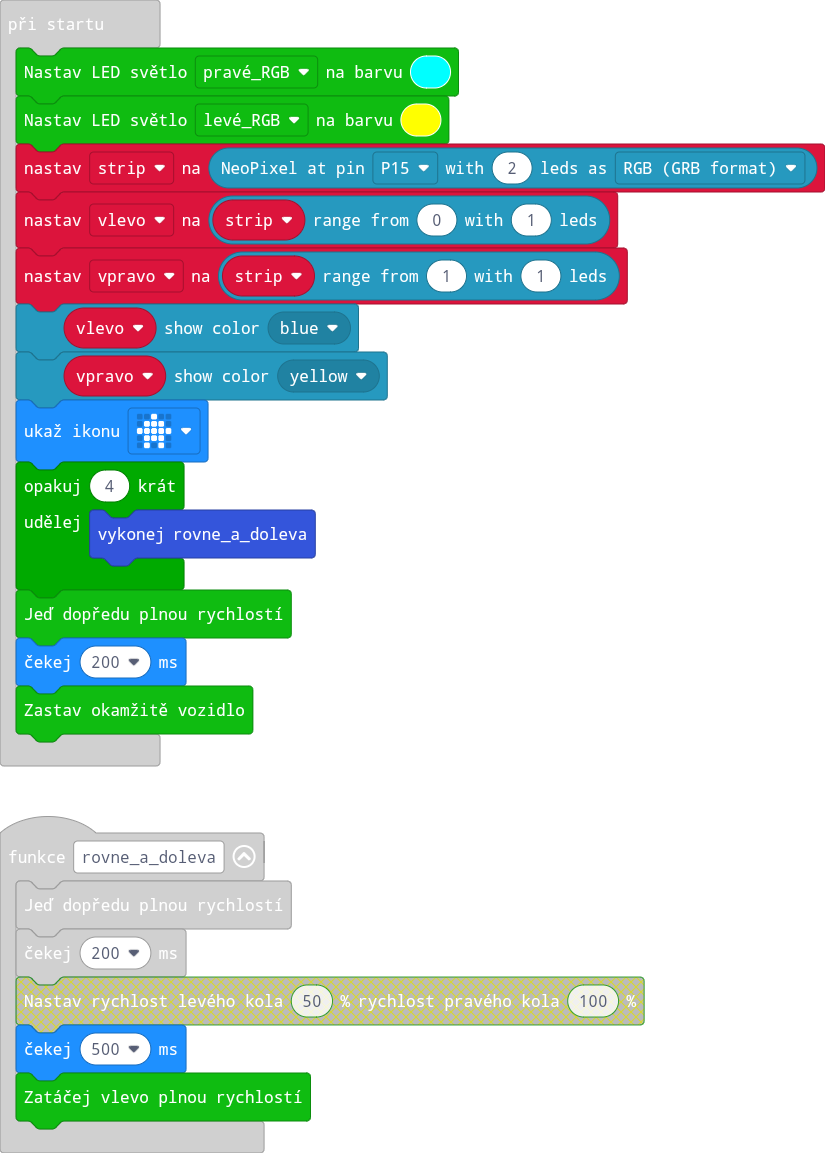 při startu
Nastav LED světlo pravé_RGB na barvu
Nastav LED světlo levé_RGB na barvu
nastav strip na NeoPixel at pin P15 with 2 leds as RGB (GRB format)
nastav vlevo na strip range from 0 with 1 leds
nastav vpravo na strip range from 1 with 1 leds
vlevo show color blue
vpravo show color yellow
ukaž ikonu
opakuj 4 krát
udělej vykonej rovne_a_doleva
Jeď dopředu plnou rychlostí
čekej 200 ms
Zastav okamžitě vozidlo
funkce rovne_a_doleva
Jeď dopředu plnou rychlostí
čekej 200 ms
Nastav rychlost levého kola 50 % rychlost pravého kola 100 %
čekej 500 ms
Zatáčej vlevo plnou rychlostí